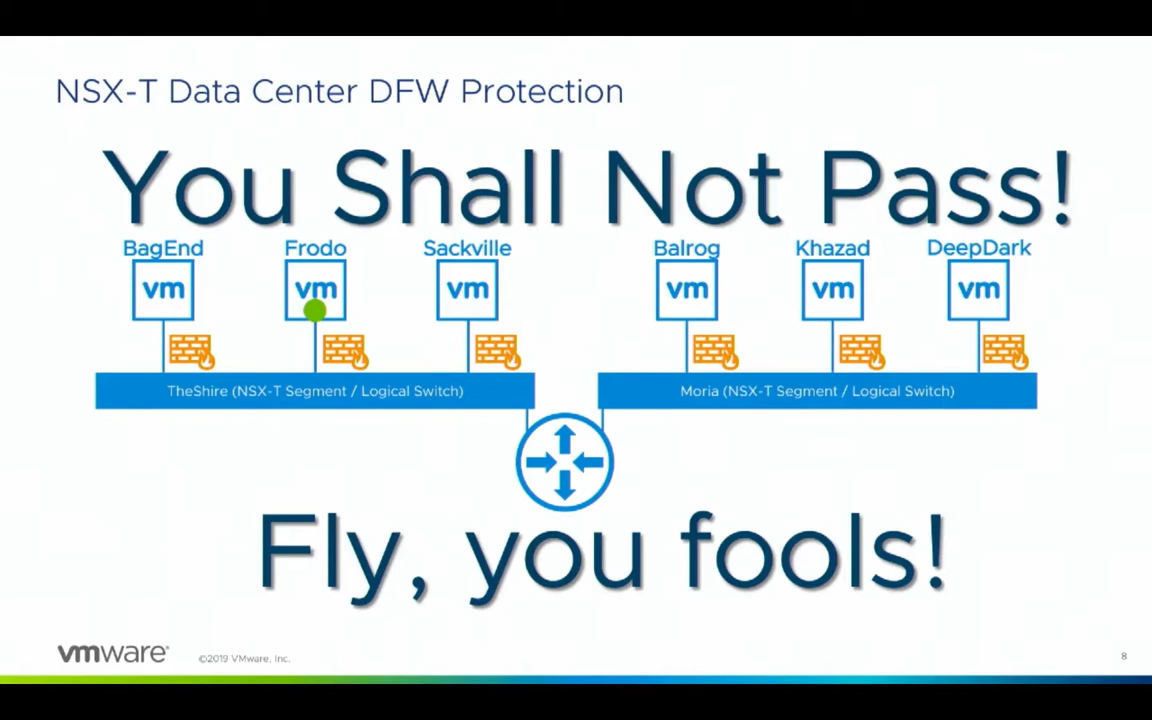 NSX-T Data Center DFW Protection
You Shall Not Pass!
BagEnd Frodo Sackville Balrog Khazad DeepDark
vm vm vm vm vm vm
TheShire (NSX-T Segment / Logical Switch) Moria (NSX-T Segment / Logical Switch)
Fly, you fools!
vmware® ©2019 VMware, Inc. 8